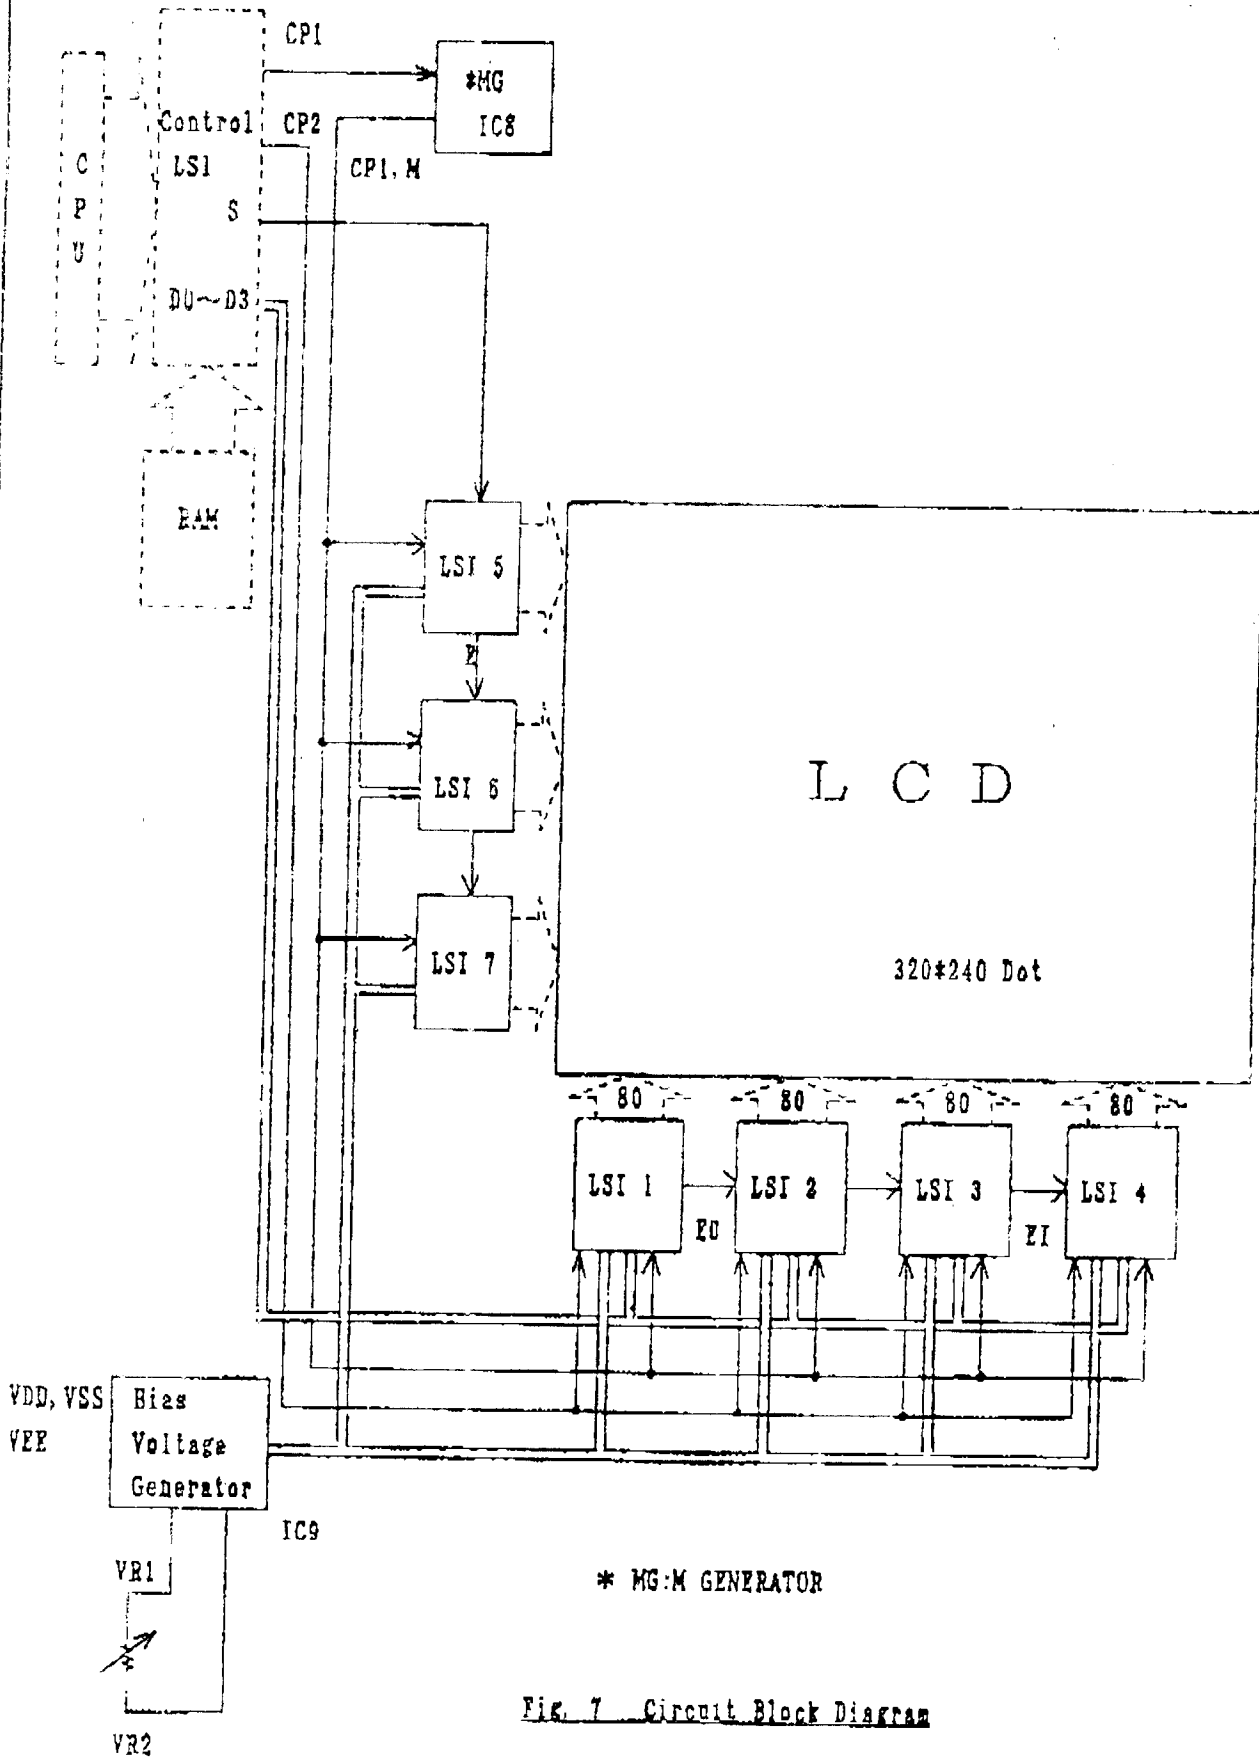 CP1
*MG
IC8
Control
LSI
CP2
CP1, M
C
P
U
S
D0~D3
RAM
LSI 5
E
LSI 6
LSI 7
L C D
320*240 Dot
80
80
80
80
LSI 1
LSI 2
LSI 3
LSI 4
EO
EI
VDD, VSS
VEE
Bias
Voltage
Generator
IC9
VR1
VR2
* MG:M GENERATOR
Fig. 7 Circuit Block Diagram